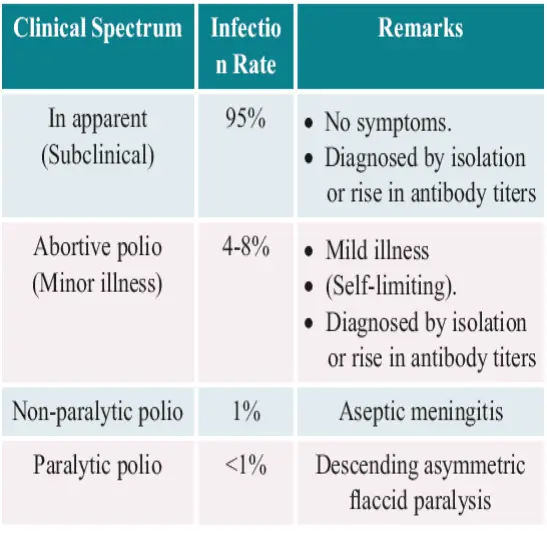 Clinical Spectrum
Infectio
n Rate
Remarks
In apparent
(Subclinical)
95%
• No symptoms.
• Diagnosed by isolation
or rise in antibody titers
Abortive polio
(Minor illness)
4-8%
• Mild illness
• (Self-limiting).
• Diagnosed by isolation
or rise in antibody titers
Non-paralytic polio
1%
Aseptic meningitis
Paralytic polio
<1%
Descending asymmetric
flaccid paralysis